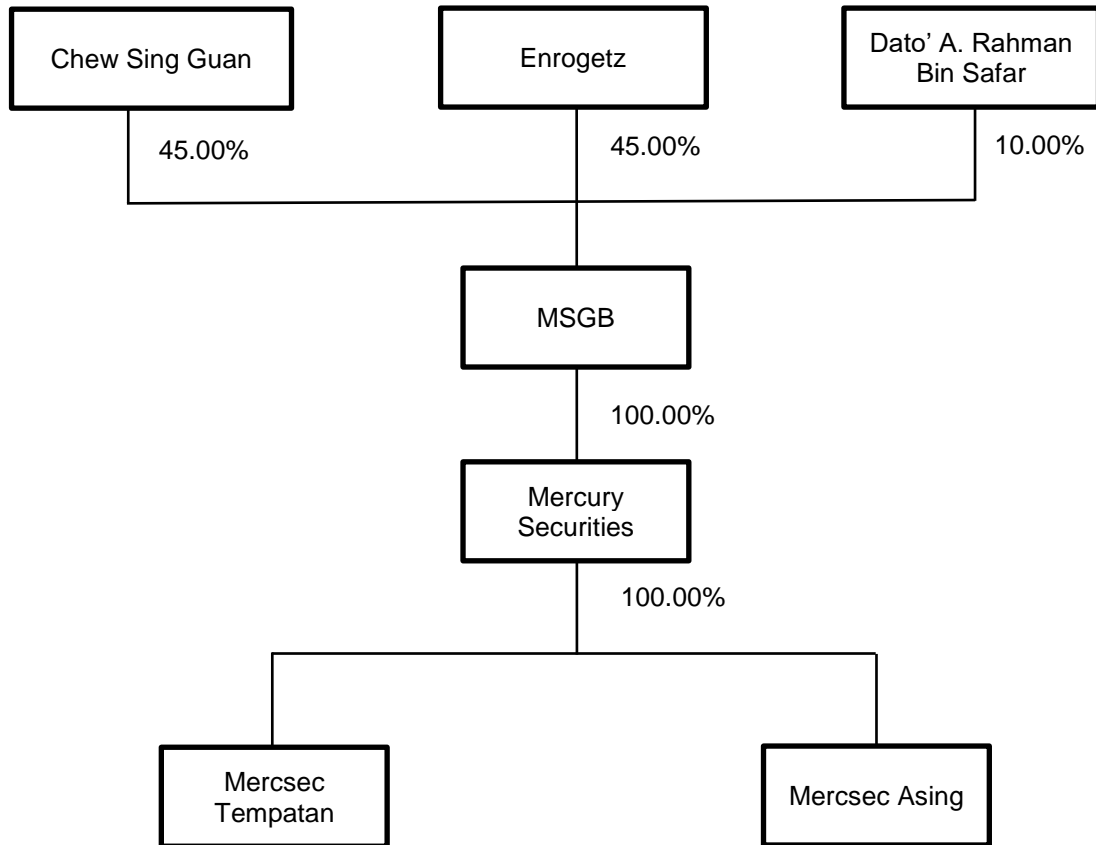 Chew Sing Guan
Enrogetz
Dato’ A. Rahman
Bin Safar
45.00%
45.00%
10.00%
MSGB
100.00%
Mercury
Securities
100.00%
Mercsec
Tempatan
Mercsec Asing